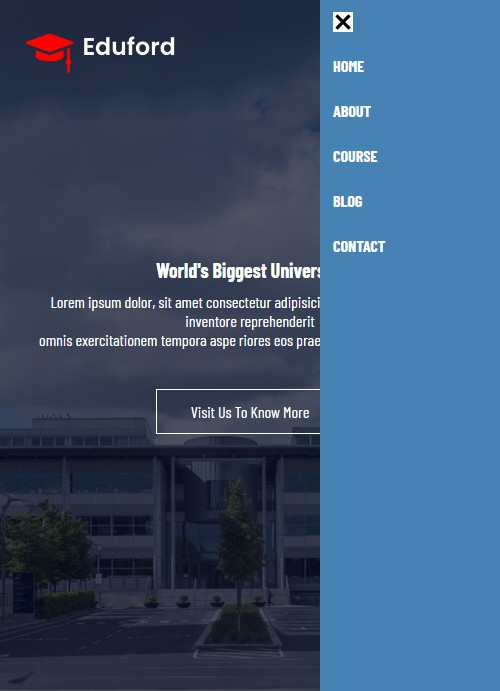 Eduford
HOME
ABOUT
COURSE
BLOG
CONTACT
World's Biggest Univers
Lorem ipsum dolor, sit amet consectetur adipisici
inventore reprehenderit
omnis exercitationem tempora aspe riores eos prae
Visit Us To Know More